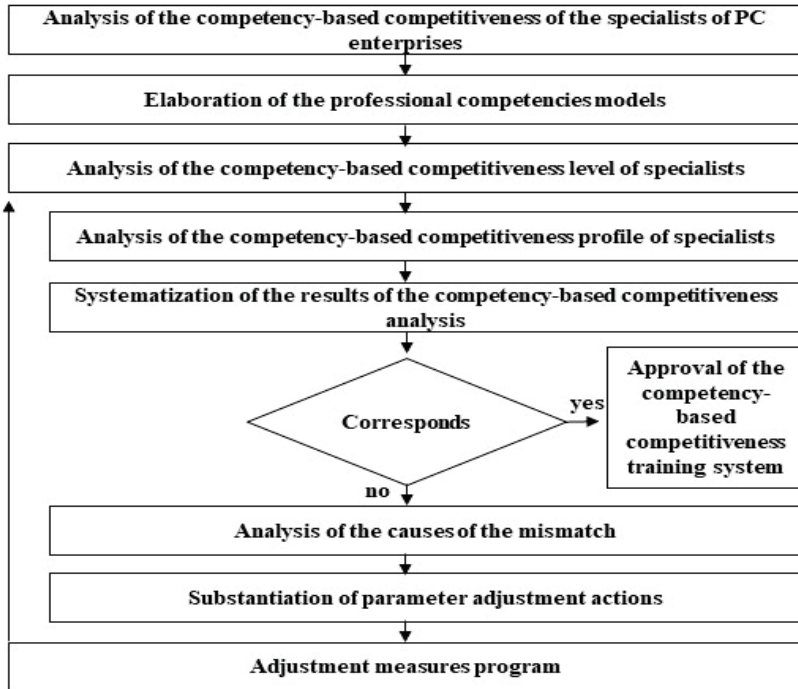 Analysis of the competency-based competitiveness of the specialists of PC
enterprises
Elaboration of the professional competencies models
Analysis of the competency-based competitiveness level of specialists
Analysis of the competency-based competitiveness profile of specialists
Systematization of the results of the competency-based competitiveness
analysis
Corresponds
yes
Approval of the
competency-
based
competitiveness
training system
no
Analysis of the causes of the mismatch
Substantiation of parameter adjustment actions
Adjustment measures program